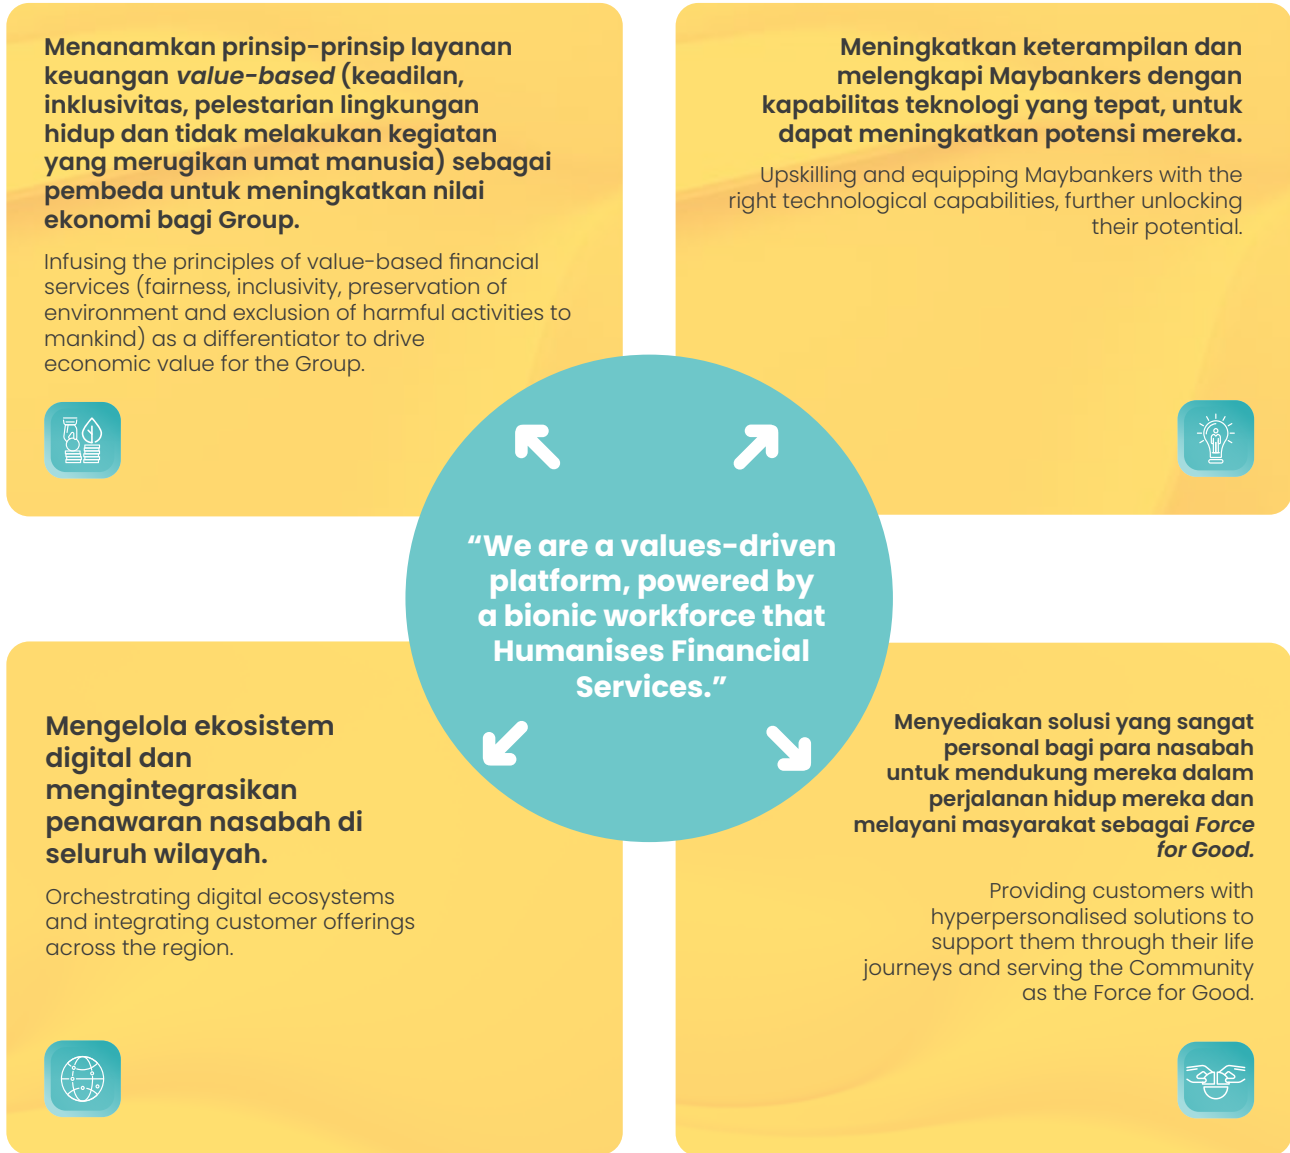 Menanamkan prinsip-prinsip layanan
keuangan value-based (keadilan,
inklusivitas, pelestarian lingkungan
hidup dan tidak melakukan kegiatan
yang merugikan umat manusia) sebagai
pembeda untuk meningkatkan nilai
ekonomi bagi Group.
Infusing the principles of value-based financial
services (fairness, inclusivity, preservation of
environment and exclusion of harmful activities to
mankind) as a differentiator to drive
economic value for the Group.
Meningkatkan keterampilan dan
melengkapi Maybankers dengan
kapabilitas teknologi yang tepat, untuk
dapat meningkatkan potensi mereka.
Upskilling and equipping Maybankers with the
right technological capabilities, further unlocking
their potential.
“We are a values-driven
platform, powered by
a bionic workforce that
Humanises Financial
Services.”
Mengelola ekosistem
digital dan
mengintegrasikan
penawaran nasabah di
seluruh wilayah.
Orchestrating digital ecosystems
and integrating customer offerings
across the region.
Menyediakan solusi yang sangat
personal bagi para nasabah
untuk mendukung mereka dalam
perjalanan hidup mereka dan
melayani masyarakat sebagai Force
for Good.
Providing customers with
hyperpersonalised solutions to
support them through their life
journeys and serving the Community
as the Force for Good.